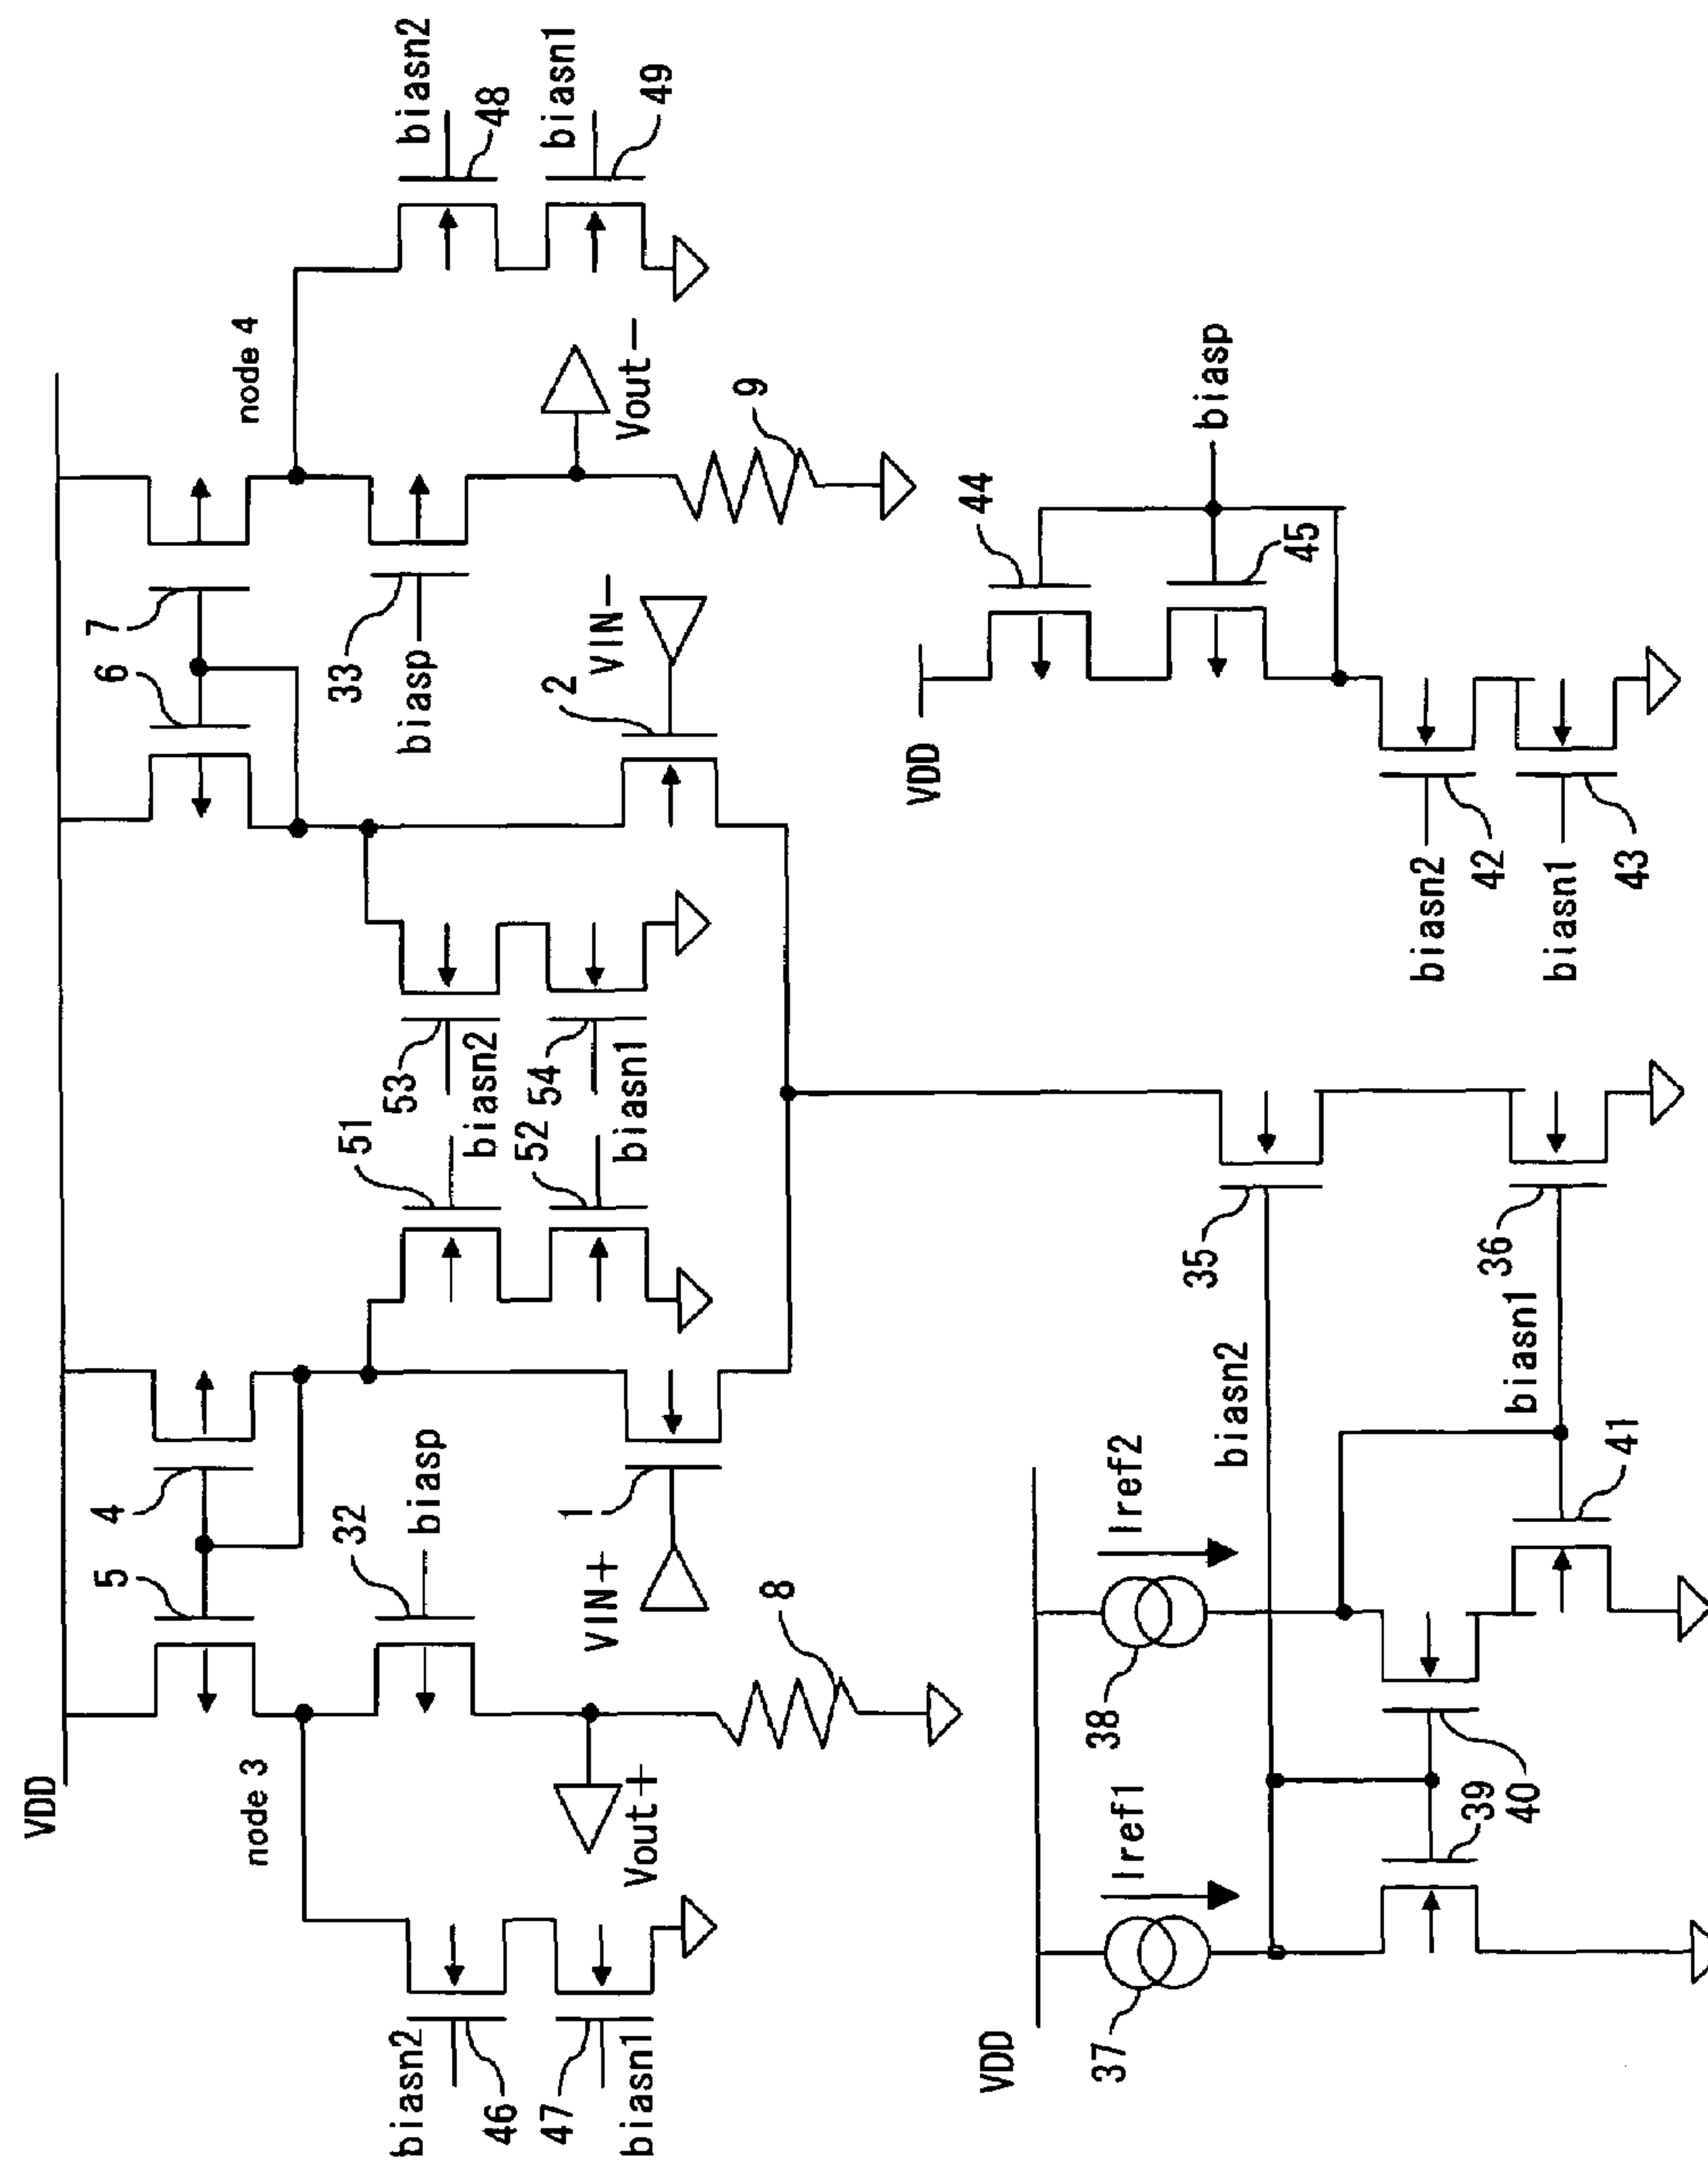 VDD
5
4
6
7
node 3
node 4
32
biasp
33
biasp
51
53
biasn2
52
54
biasn1
biasn2
46
47
biasn1
biasn2
48
biasn1
49
VIN+
1
2
VIN-
Vout+
Vout-
8
9
VDD
Iref1
Iref2
37
38
biasn2
35
biasn1
36
39
40
41
VDD
44
45
biasp
biasn2
42
biasn1
43